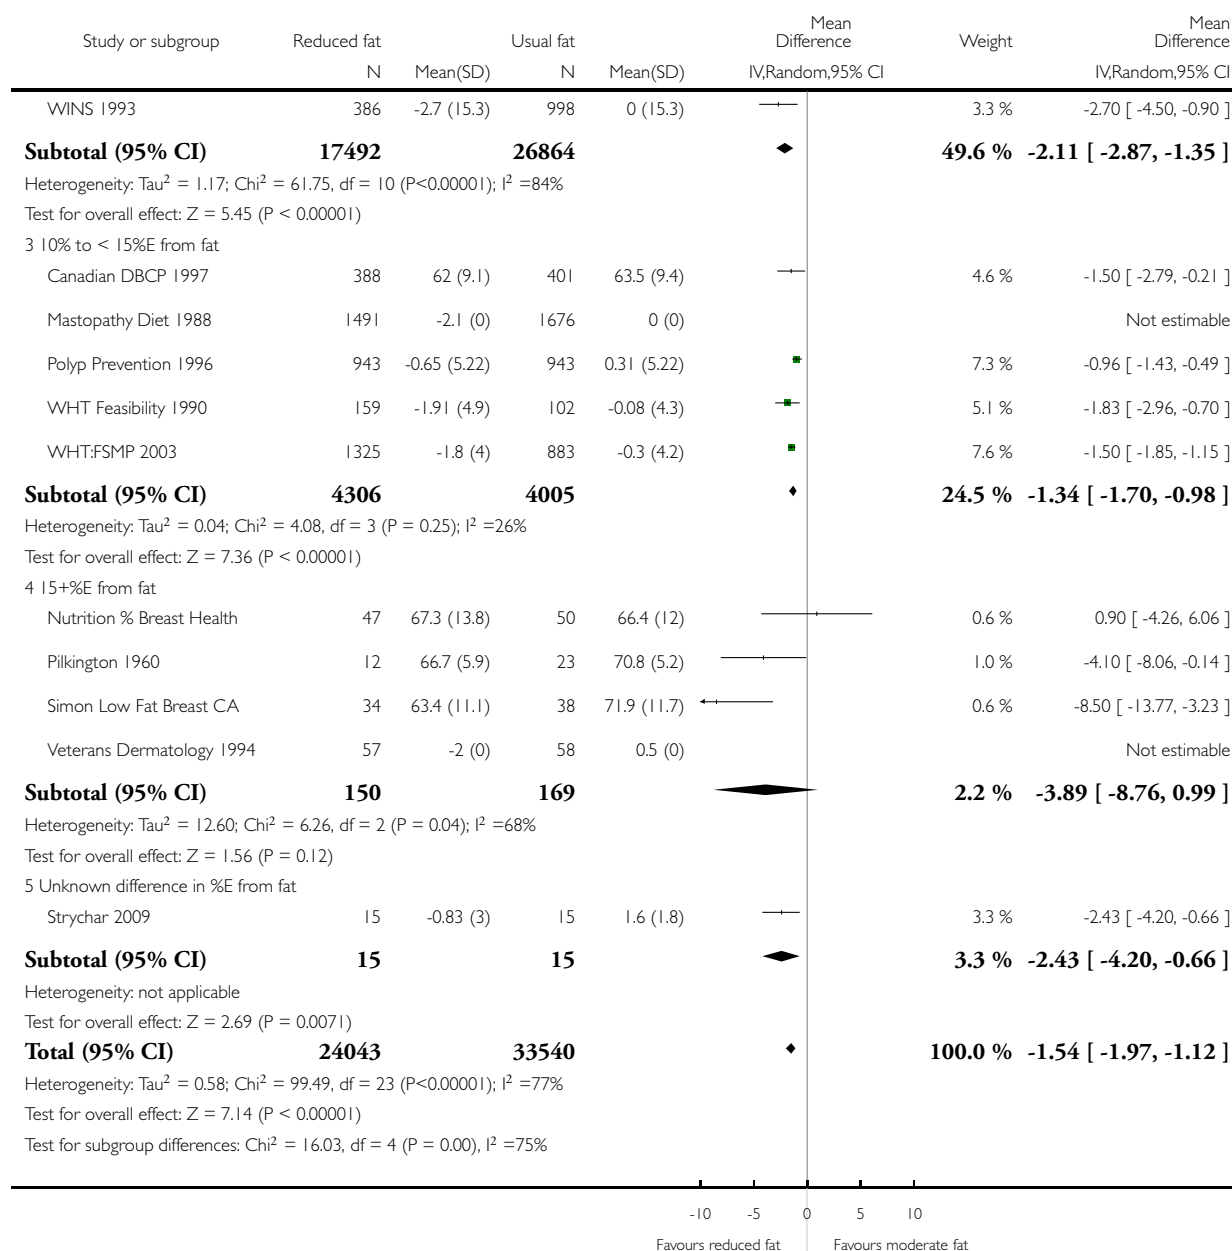 Study or subgroup Reduced fat Usual fat Mean Difference Weight Mean Difference
N Mean(SD) N Mean(SD) IV,Random,95% CI IV,Random,95% CI
WINS 1993 386 -2.7 (15.3) 998 0 (15.3) 3.3 % -2.70 [ -4.50, -0.90 ]
Subtotal (95% CI) 17492 26864 49.6 % -2.11 [ -2.87, -1.35 ]
Heterogeneity: Tau² = 1.17; Chi² = 61.75, df = 10 (P<0.00001); I² =84%
Test for overall effect: Z = 5.45 (P < 0.00001)
3 10% to < 15%E from fat
Canadian DBCP 1997 388 62 (9.1) 401 63.5 (9.4) 4.6 % -1.50 [ -2.79, -0.21 ]
Mastopathy Diet 1988 1491 -2.1 (0) 1676 0 (0) Not estimable
Polyp Prevention 1996 943 -0.65 (5.22) 943 0.31 (5.22) 7.3 % -0.96 [ -1.43, -0.49 ]
WHT Feasibility 1990 159 -1.91 (4.9) 102 -0.08 (4.3) 5.1 % -1.83 [ -2.96, -0.70 ]
WHT:FSMP 2003 1325 -1.8 (4) 883 -0.3 (4.2) 7.6 % -1.50 [ -1.85, -1.15 ]
Subtotal (95% CI) 4306 4005 24.5 % -1.34 [ -1.70, -0.98 ]
Heterogeneity: Tau² = 0.04; Chi² = 4.08, df = 3 (P = 0.25); I² =26%
Test for overall effect: Z = 7.36 (P < 0.00001)
4 15+%E from fat
Nutrition % Breast Health 47 67.3 (13.8) 50 66.4 (12) 0.6 % 0.90 [ -4.26, 6.06 ]
Pilkington 1960 12 66.7 (5.9) 23 70.8 (5.2) 1.0 % -4.10 [ -8.06, -0.14 ]
Simon Low Fat Breast CA 34 63.4 (11.1) 38 71.9 (11.7) 0.6 % -8.50 [ -13.77, -3.23 ]
Veterans Dermatology 1994 57 -2 (0) 58 0.5 (0) Not estimable
Subtotal (95% CI) 150 169 2.2 % -3.89 [ -8.76, 0.99 ]
Heterogeneity: Tau² = 12.60; Chi² = 6.26, df = 2 (P = 0.04); I² =68%
Test for overall effect: Z = 1.56 (P = 0.12)
5 Unknown difference in %E from fat
Strychar 2009 15 -0.83 (3) 15 1.6 (1.8) 3.3 % -2.43 [ -4.20, -0.66 ]
Subtotal (95% CI) 15 15 3.3 % -2.43 [ -4.20, -0.66 ]
Heterogeneity: not applicable
Test for overall effect: Z = 2.69 (P = 0.0071)
Total (95% CI) 24043 33540 100.0 % -1.54 [ -1.97, -1.12 ]
Heterogeneity: Tau² = 0.58; Chi² = 99.49, df = 23 (P<0.00001); I² =77%
Test for overall effect: Z = 7.14 (P < 0.00001)
Test for subgroup differences: Chi² = 16.03, df = 4 (P = 0.00), I² =75%
-10 -5 0 5 10
Favours reduced fat Favours moderate fat